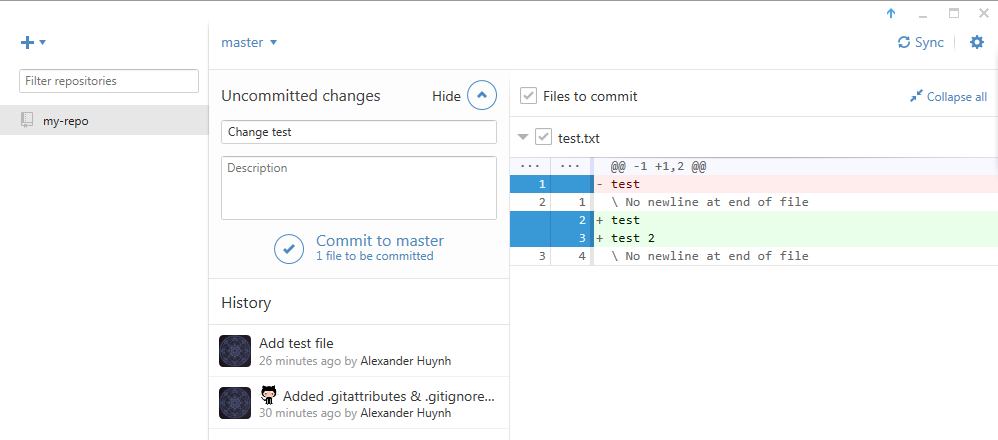 master
Sync
Filter repositories
my-repo
Uncommitted changes
Hide
Change test
Description
Commit to master
1 file to be committed
History
Add test file
26 minutes ago by Alexander Huynh
Added .gitattributes & .gitignore...
30 minutes ago by Alexander Huynh
Files to commit
Collapse all
test.txt
... ... @@ -1 +1,2 @@
1 - test
2 1 \ No newline at end of file
2 + test
3 + test 2
3 4 \ No newline at end of file